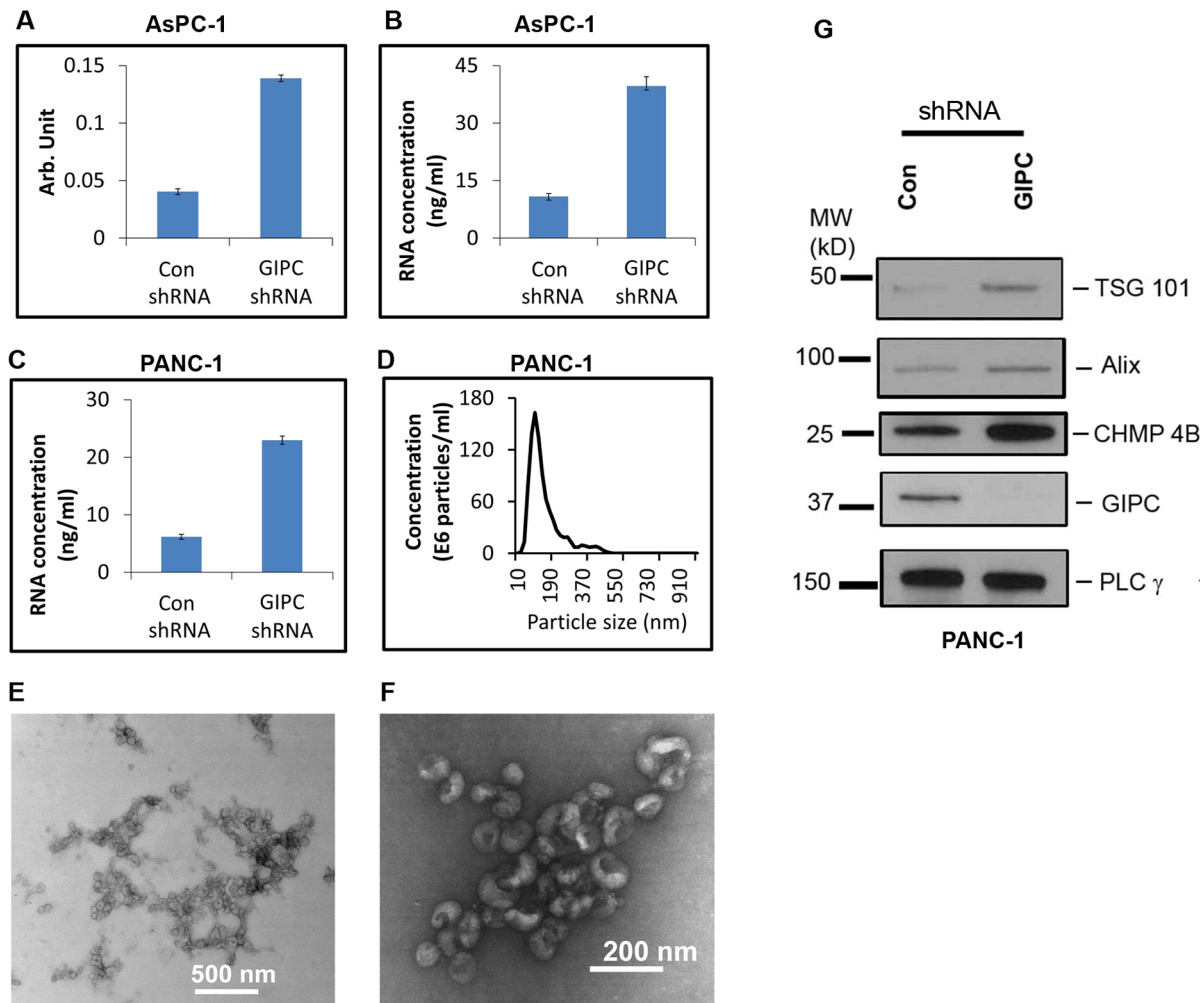 A
AsPC-1
Arb. Unit
0.15
0.1
0.05
0
Con
shRNA
GIPC
shRNA
B
AsPC-1
RNA concentration
(ng/ml)
45
30
15
0
Con
shRNA
GIPC
shRNA
C
PANC-1
RNA concentration
(ng/ml)
30
20
10
0
Con
shRNA
GIPC
shRNA
D
PANC-1
Concentration
(E6 particles/ml)
180
120
60
0
10
190
370
550
730
910
Particle size (nm)
E
500 nm
F
200 nm
G
shRNA
Con
GIPC
MW
(kD)
50
TSG 101
100
Alix
25
CHMP 4B
37
GIPC
150
PLC γ
PANC-1